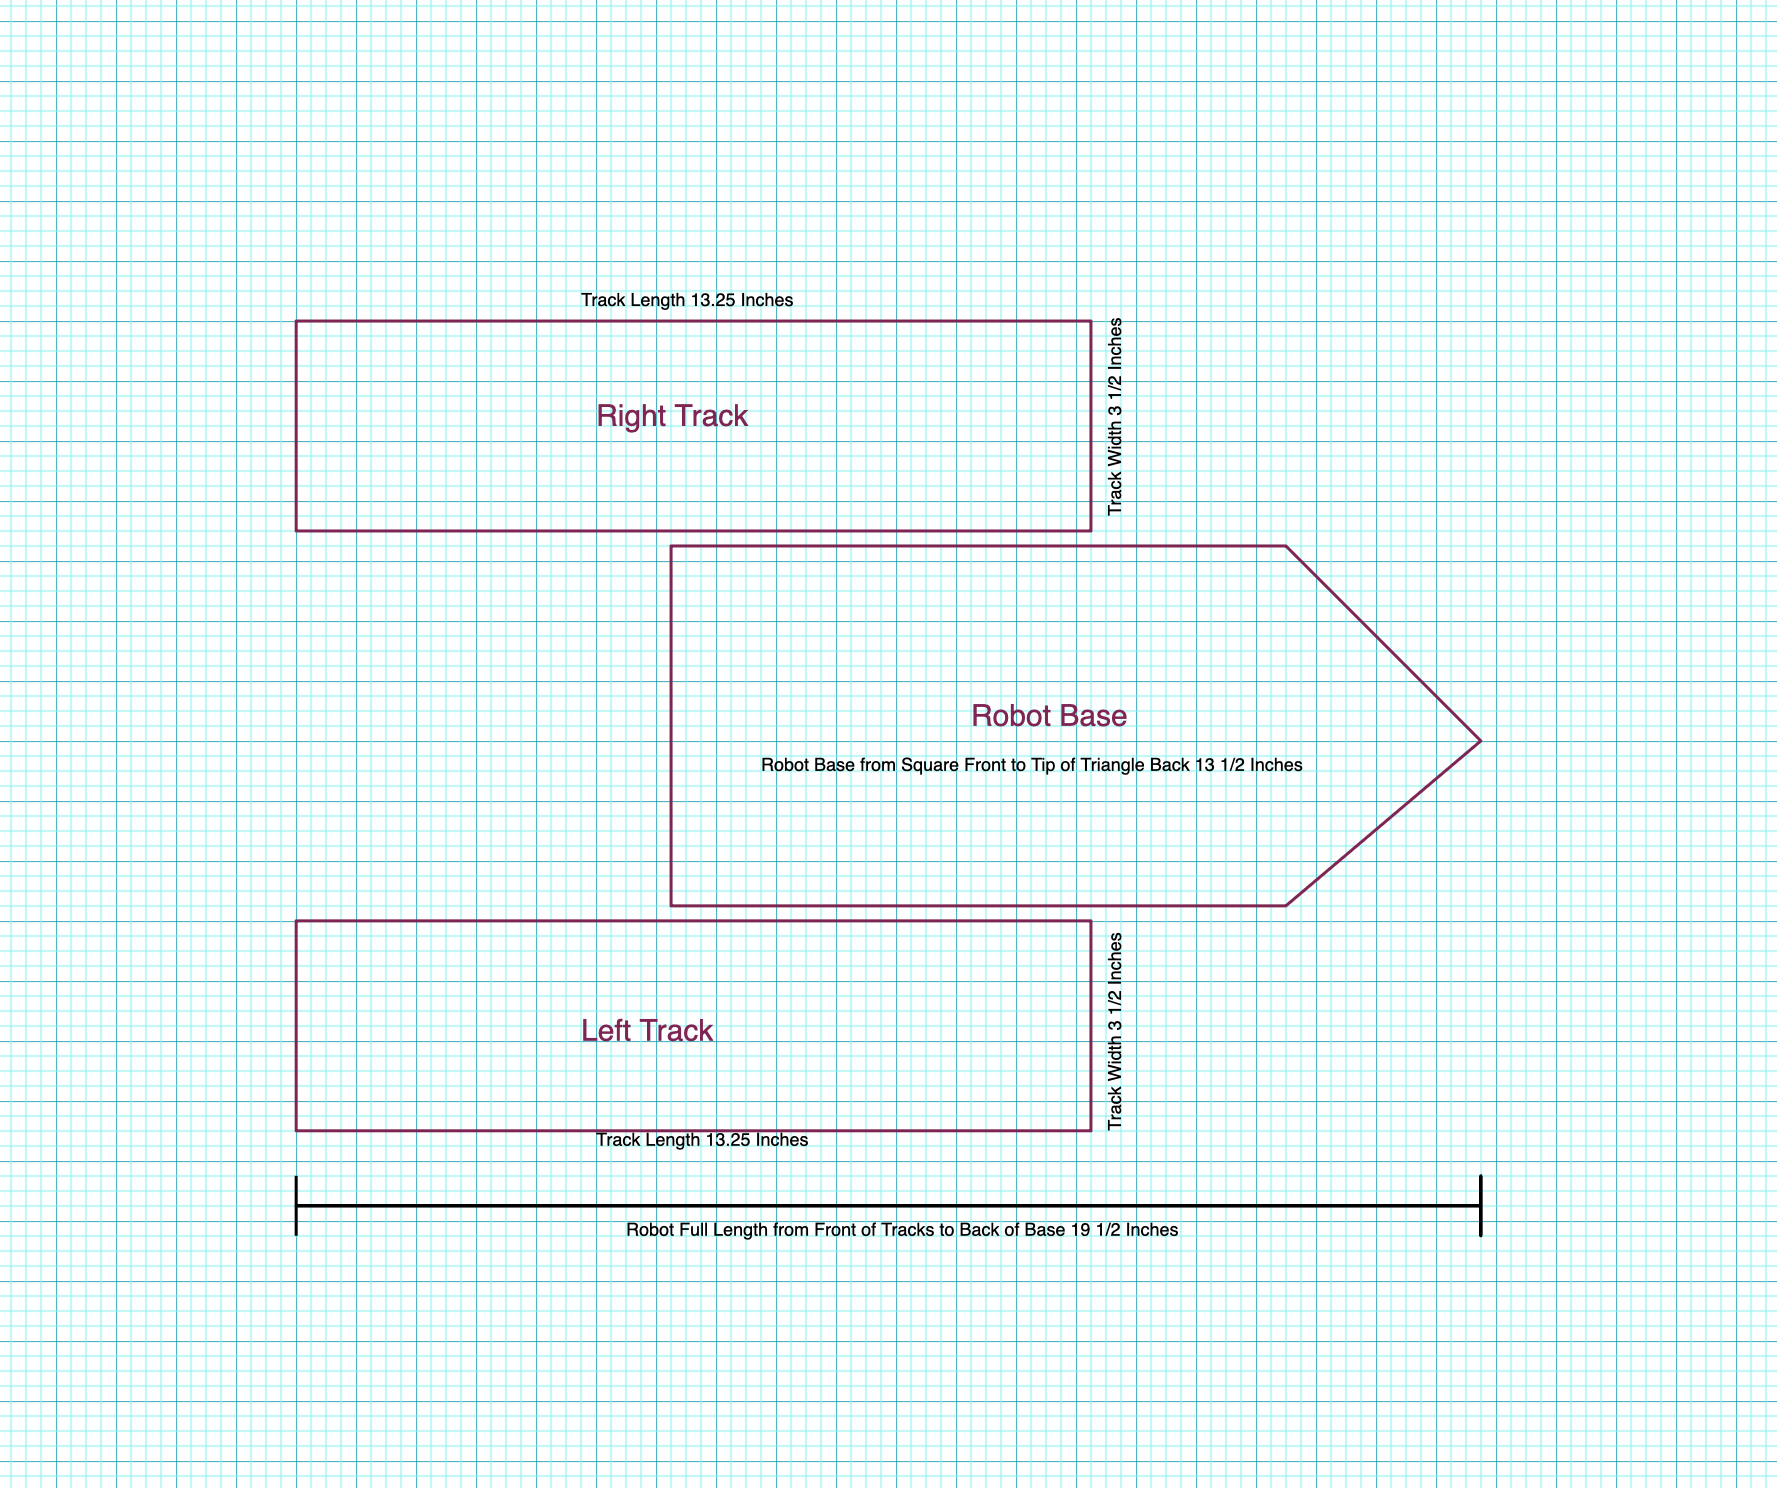 Track Length 13.25 Inches
Right Track
Track Width 3 1/2 Inches
Robot Base
Robot Base from Square Front to Tip of Triangle Back 13 1/2 Inches
Left Track
Track Width 3 1/2 Inches
Track Length 13.25 Inches
Robot Full Length from Front of Tracks to Back of Base 19 1/2 Inches